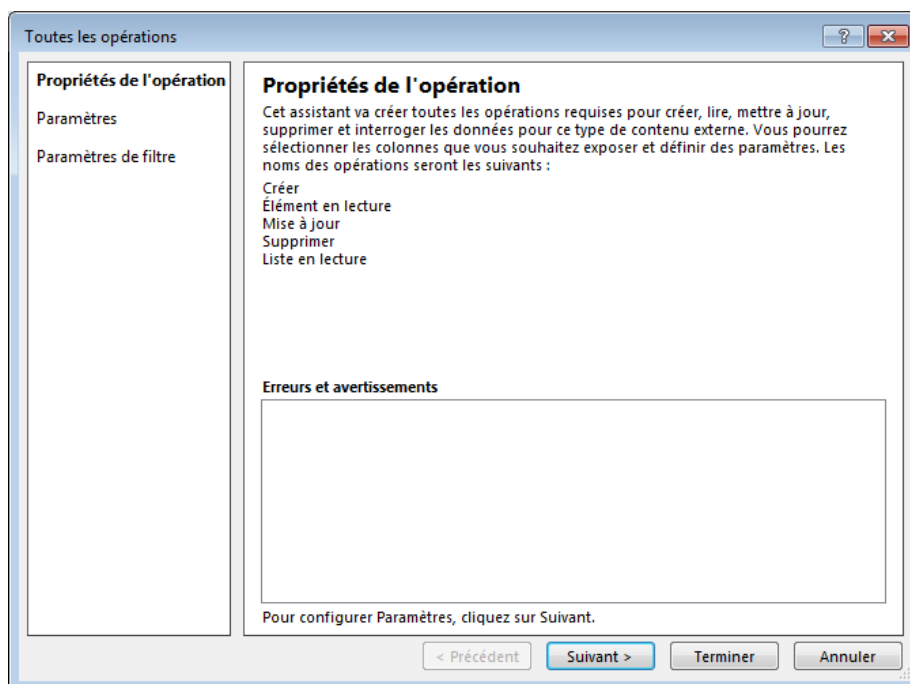 Toutes les opérations
?
Propriétés de l'opération
Paramètres
Paramètres de filtre
Propriétés de l'opération
Cet assistant va créer toutes les opérations requises pour créer, lire, mettre à jour,
supprimer et interroger les données pour ce type de contenu externe. Vous pourrez
sélectionner les colonnes que vous souhaitez exposer et définir des paramètres. Les
noms des opérations seront les suivants :
Créer
Élément en lecture
Mise à jour
Supprimer
Liste en lecture
Erreurs et avertissements
Pour configurer Paramètres, cliquez sur Suivant.
< Précédent
Suivant >
Terminer
Annuler